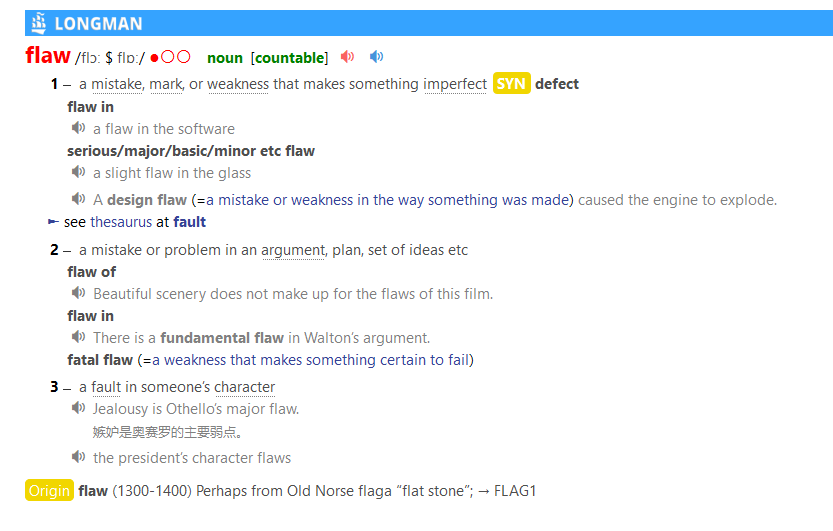 LONGMAN
flaw /flɔː $ flɒː/ ●○○ noun [countable]
1 – a mistake, mark, or weakness that makes something imperfect SYN defect
flaw in
a flaw in the software
serious/major/basic/minor etc flaw
a slight flaw in the glass
A design flaw (=a mistake or weakness in the way something was made) caused the engine to explode.
► see thesaurus at fault
2 – a mistake or problem in an argument, plan, set of ideas etc
flaw of
Beautiful scenery does not make up for the flaws of this film.
flaw in
There is a fundamental flaw in Walton’s argument.
fatal flaw (=a weakness that makes something certain to fail)
3 – a fault in someone’s character
Jealousy is Othello’s major flaw.
嫉妒是奥赛罗的主要弱点。
the president’s character flaws
Origin flaw (1300-1400) Perhaps from Old Norse flaga “flat stone”; → FLAG1